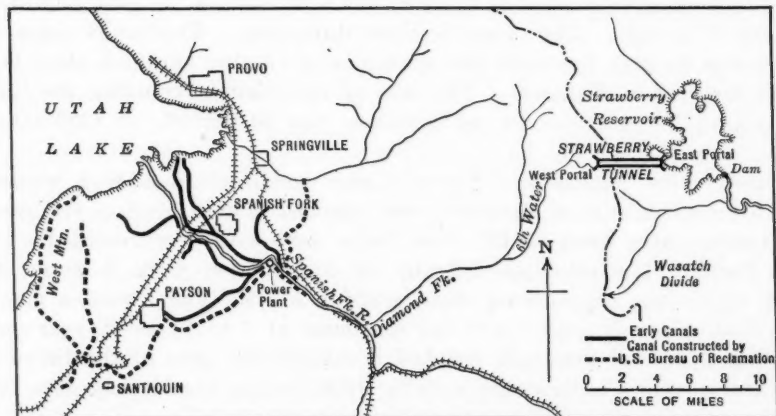 PROVO
UTAH
LAKE
SPRINGVILLE
SPANISH FORK
West Mtn.
PAYSON
SANTAQUIN
Power
Plant
Spanish Fk. R.
Diamond Fk.
6th Water
Strawberry
Reservoir
STRAWBERRY
TUNNEL
West Portal
East Portal
Dam
N
Wasatch
Divide
Early Canals
Canal Constructed by
U.S. Bureau of Reclamation
0 2 4 6 8 10
SCALE OF MILES